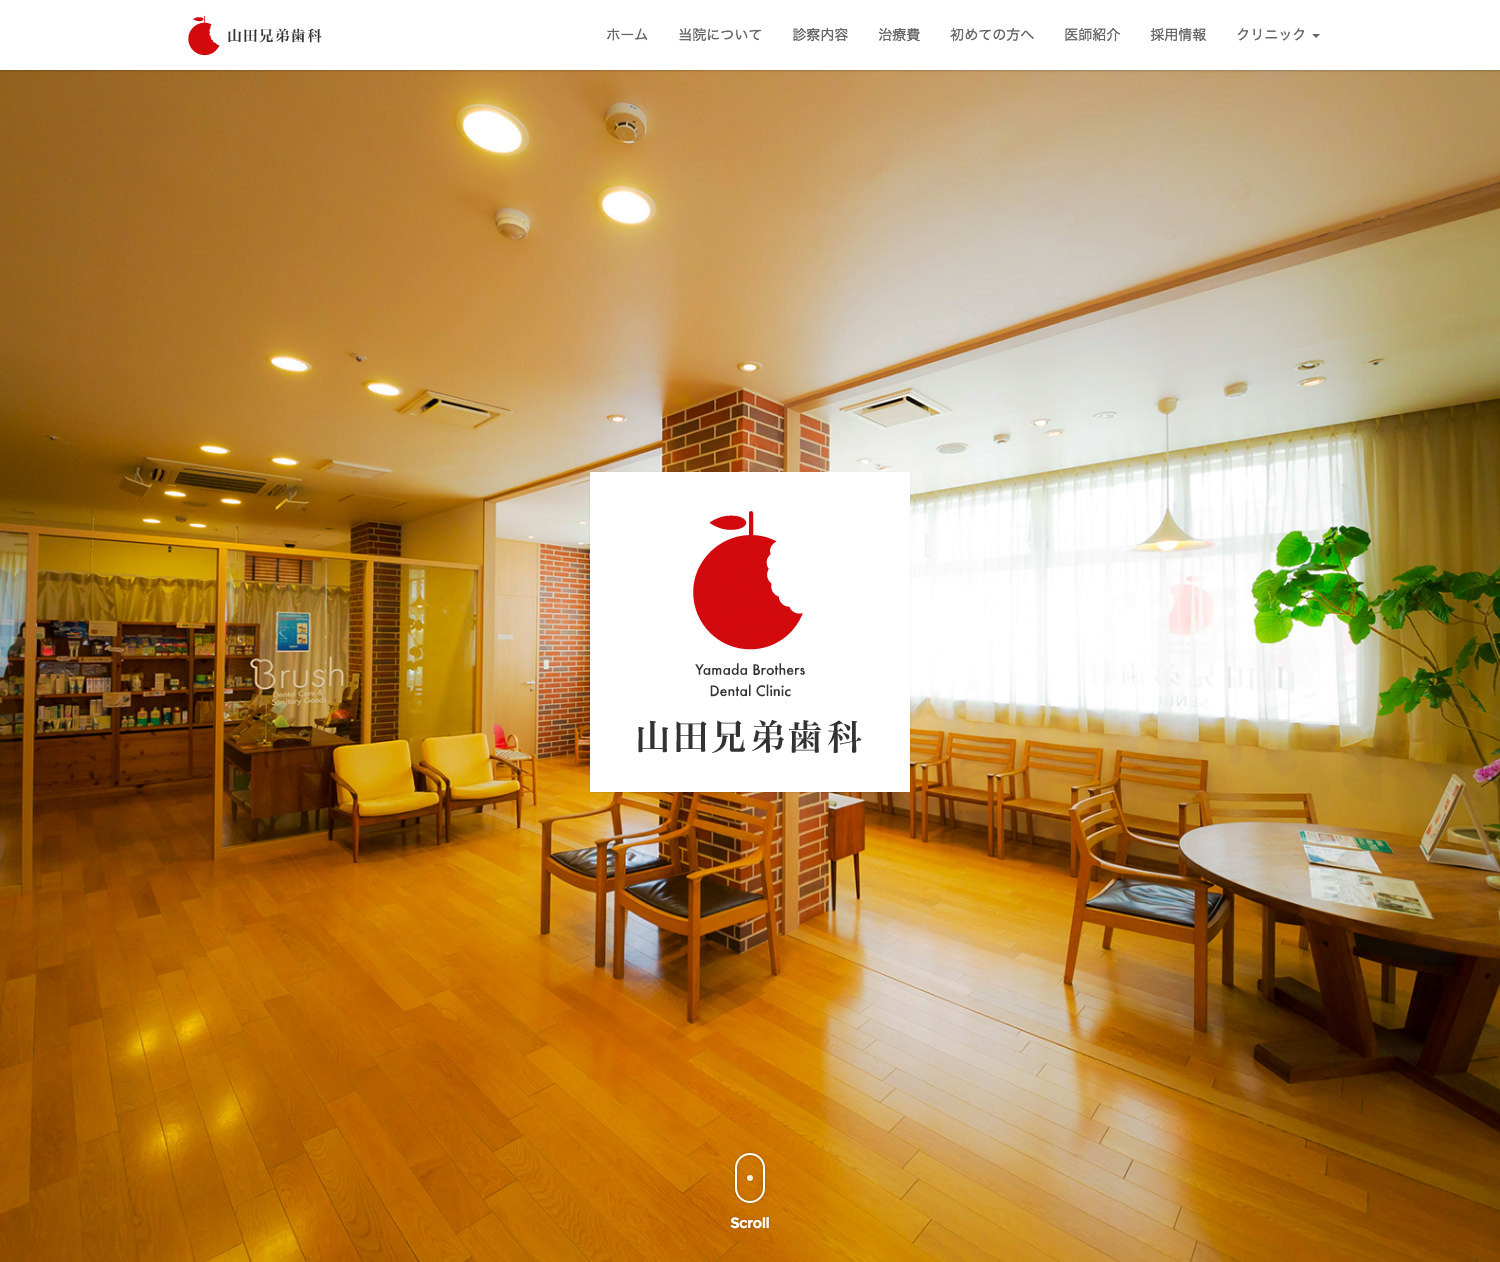 山田兄弟歯科
ホーム 当院について 診察内容 治療費 初めての方へ 医師紹介 採用情報 クリニック
Brush
Dental Care &
Sanitary Goods
Yamada Brothers
Dental Clinic
山田兄弟歯科
Scroll